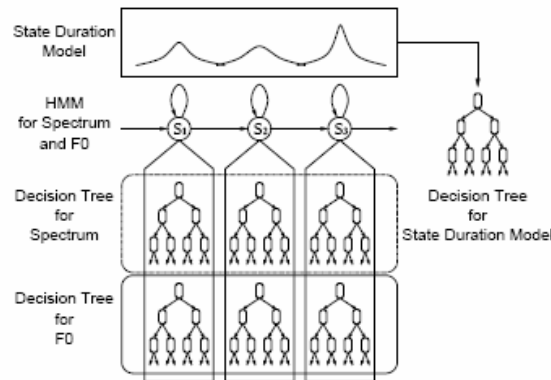 State Duration
Model
HMM
for Spectrum
and F0
S1
S2
S3
Decision Tree
for
Spectrum
Decision Tree
for
State Duration Model
Decision Tree
for
F0